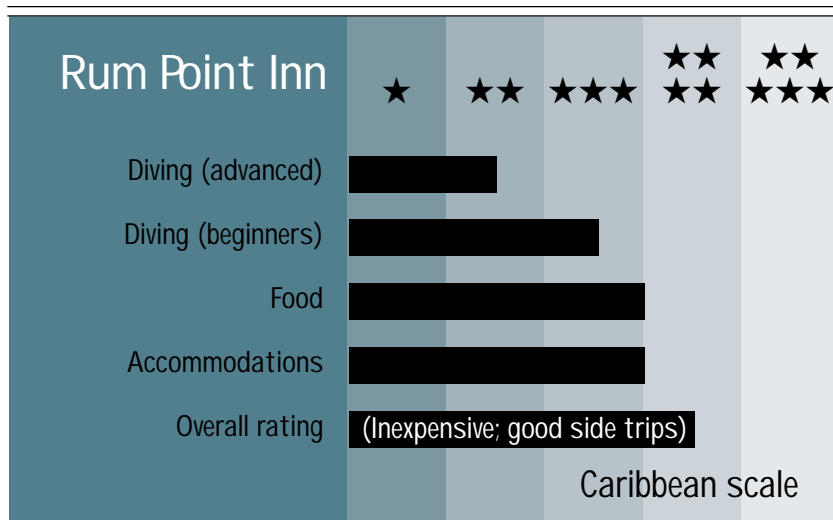 Rum Point Inn
★ ★★ ★★★ ★★★★ ★★★★★
Diving (advanced)
Diving (beginners)
Food
Accommodations
Overall rating (Inexpensive; good side trips)
Caribbean scale